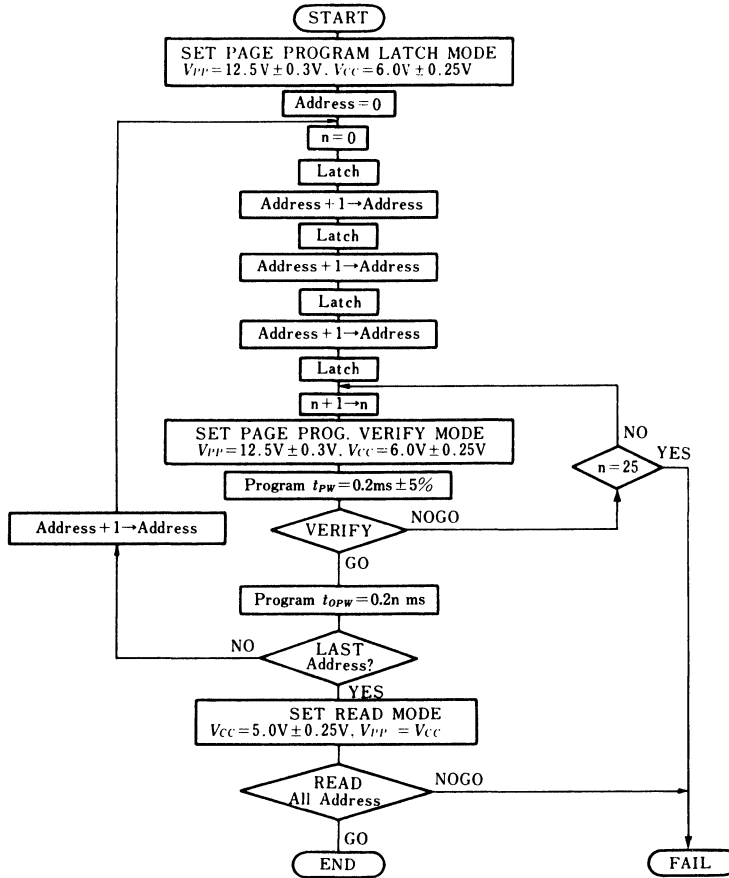 START
SET PAGE PROGRAM LATCH MODE
VPP=12.5V±0.3V, VCC=6.0V±0.25V
Address=0
n=0
Latch
Address+1→Address
Latch
Address+1→Address
Latch
Address+1→Address
Latch
n+1→n
SET PAGE PROG. VERIFY MODE
VPP=12.5V±0.3V, VCC=6.0V±0.25V
NO
YES
n=25
Program tPW=0.2ms±5%
Address+1→Address
VERIFY
NOGO
GO
Program tOPW=0.2n ms
NO
LAST
Address?
YES
SET READ MODE
VCC=5.0V±0.25V, VPP=VCC
READ
All Address
NOGO
GO
END
FAIL